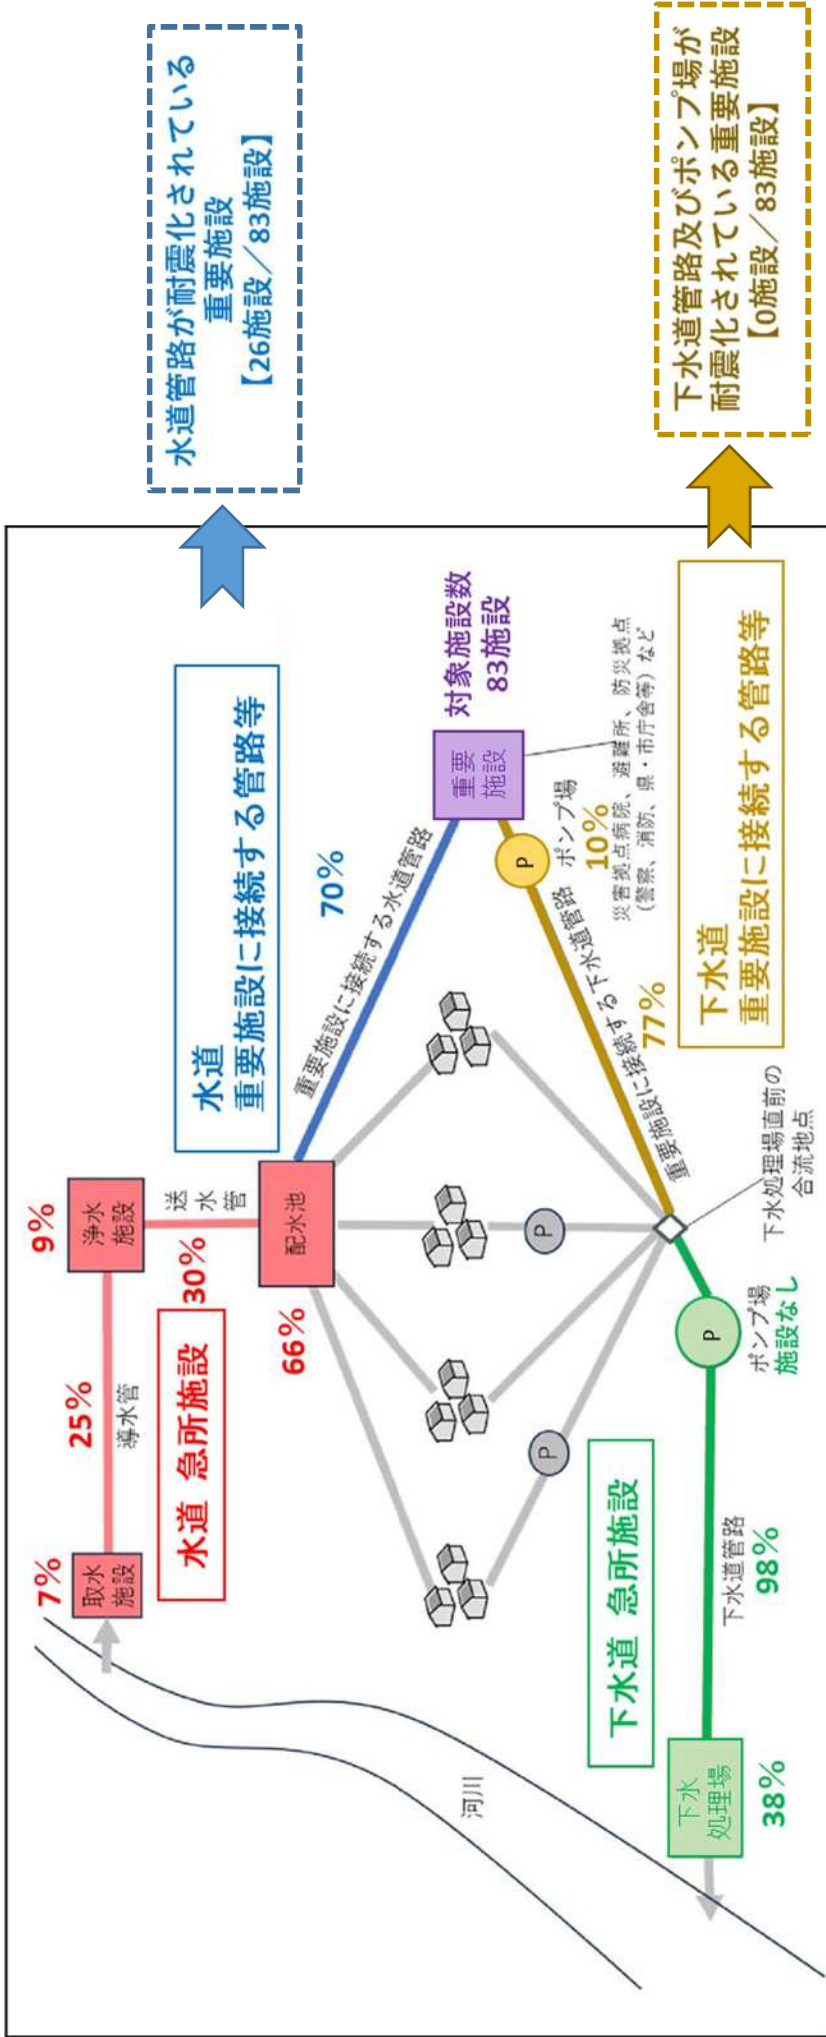 7%
取水
施設
25%
導水管
9%
浄水
施設
水道 急所施設
30%
送
水
管
66%
配水池
水道
重要施設に接続する管路等
重要施設に接続する水道管路
70%
水道管路が耐震化されている
重要施設
【26施設／83施設】
重要
施設
対象施設数
83施設
河川
P
P
P
ポンプ場
10%
災害拠点病院、避難所、防災拠点
(警察、消防、県・市庁舎等) など
重要施設に接続する下水道管路
77%
下水道
重要施設に接続する管路等
下水道管路及びポンプ場が
耐震化されている重要施設
【0施設／83施設】
下水道 急所施設
下水
処理場
38%
下水道管路
98%
P
ポンプ場
施設なし
下水処理場直前の
合流地点